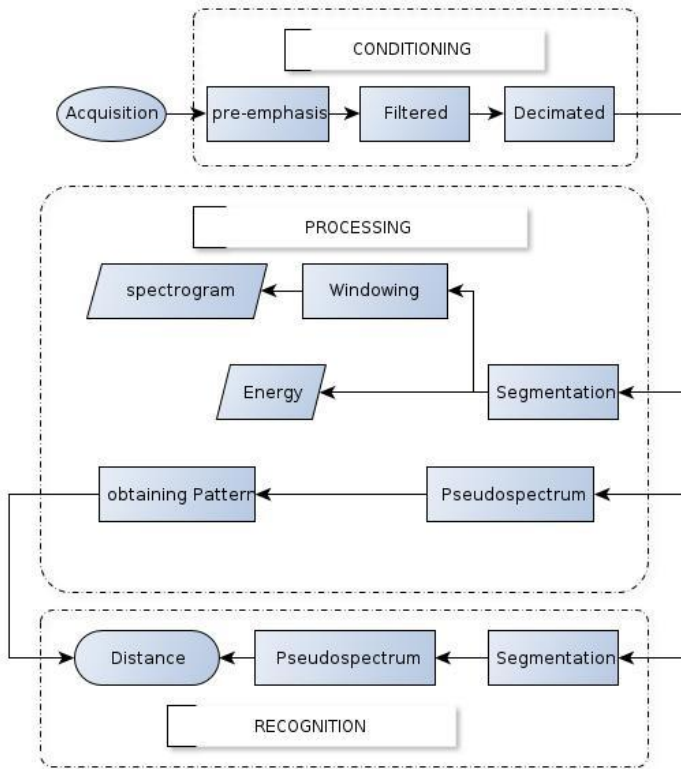 CONDITIONING
Acquisition
pre-emphasis
Filtered
Decimated
PROCESSING
spectrogram
Windowing
Energy
Segmentation
obtaining Pattern
Pseudospectrum
Distance
Pseudospectrum
Segmentation
RECOGNITION